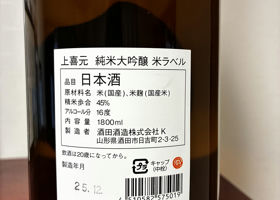 上喜元 純米大吟醸 米ラベル
品目 日本酒
原材料名 米(国産)、米麹(国産米)
精米歩合 45%
アルコール分 16度
内容量 1800ml
製造者 酒田酒造株式会社 K
山形県酒田市日吉町2-3-25
飲酒は20歳になってから。
製造年月
25.12
キャップ
(中栓)
4510582575019